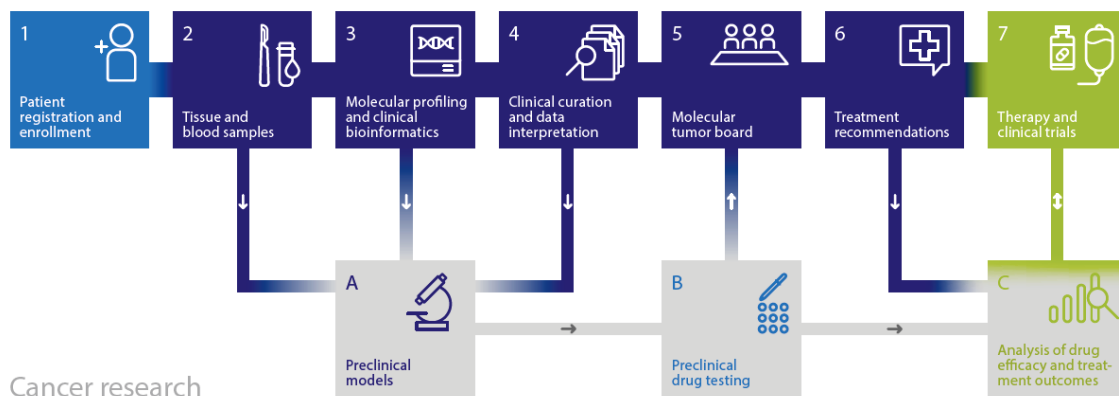 1
Patient
registration and
enrollment
2
Tissue and
blood samples
3
Molecular profiling
and clinical
bioinformatics
4
Clinical curation
and data
interpretation
5
Molecular
tumor board
6
Treatment
recommendations
7
Therapy and
clinical trials
A
Preclinical
models
B
Preclinical
drug testing
C
Analysis of drug
efficacy and treat-
ment outcomes
Cancer research